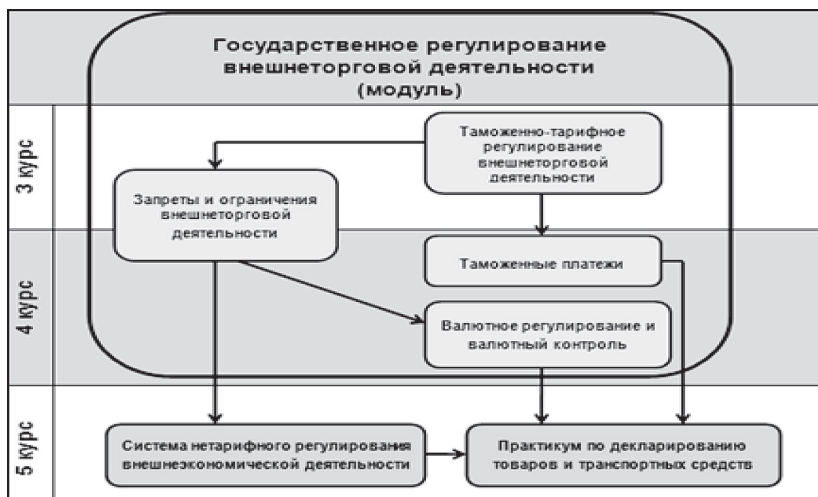 Государственное регулирование
внешнеторговой деятельности
(модуль)
3 курс
Таможенно-тарифное
регулирование
внешнеторговой
деятельности
Запреты и ограничения
внешнеторговой
деятельности
4 курс
Таможенные платежи
Валютное регулирование и
валютный контроль
5 курс
Система нетарифного регулирования
внешнеэкономической деятельности
Практикум по декларированию
товаров и транспортных средств